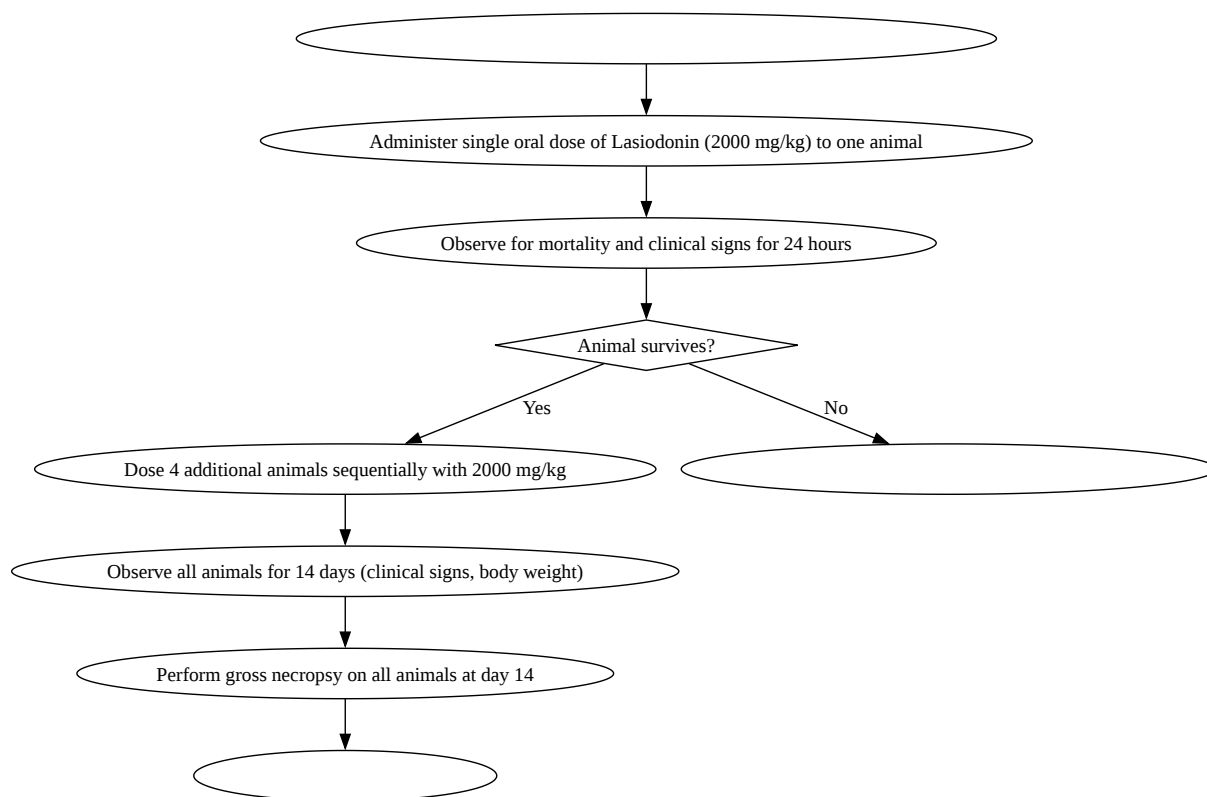 Administer single oral dose of Lasiodonin (2000 mg/kg) to one animal
Observe for mortality and clinical signs for 24 hours
Animal survives?
Yes
No
Dose 4 additional animals sequentially with 2000 mg/kg
Observe all animals for 14 days (clinical signs, body weight)
Perform gross necropsy on all animals at day 14